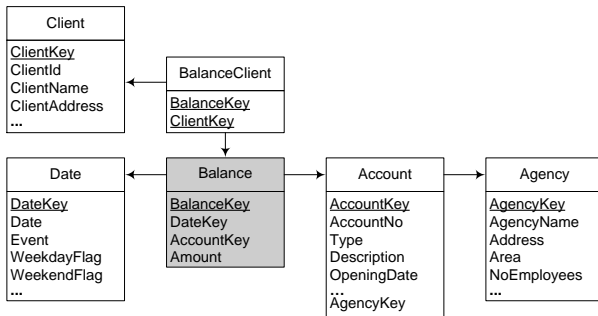 Client
ClientKey
ClientId
ClientName
ClientAddress
...
BalanceClient
BalanceKey
ClientKey
Date
DateKey
Date
Event
WeekdayFlag
WeekendFlag
...
Balance
BalanceKey
DateKey
AccountKey
Amount
Account
AccountKey
AccountNo
Type
Description
OpeningDate
...
AgencyKey
Agency
AgencyKey
AgencyName
Address
Area
NoEmployees
...